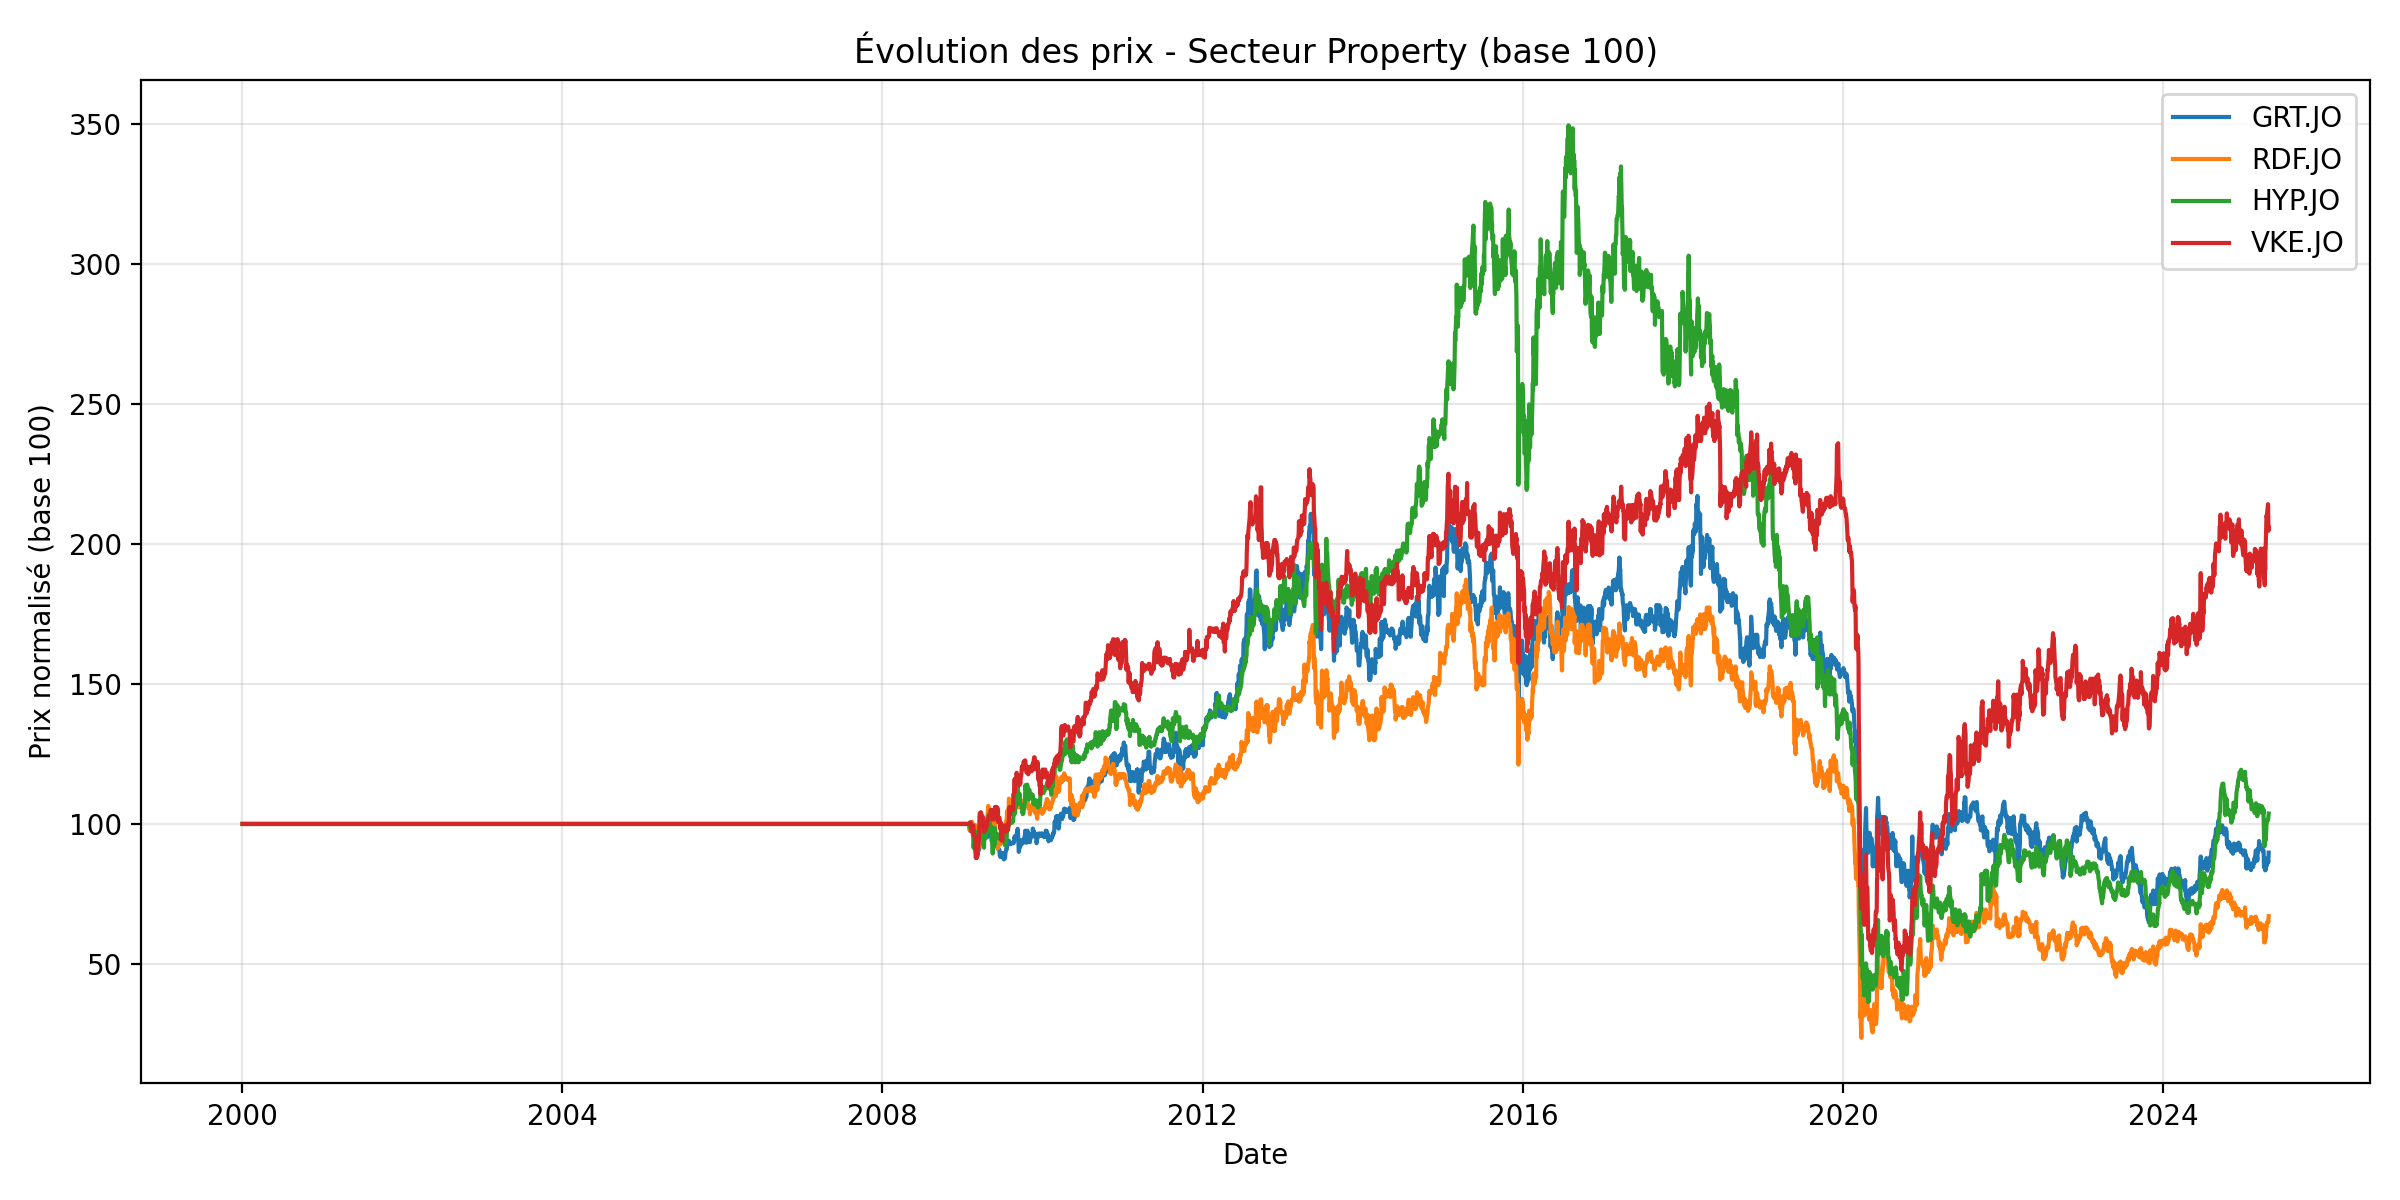 Évolution des prix - Secteur Property (base 100)
GRT.JO
RDF.JO
HYP.JO
VKE.JO
Prix normalisé (base 100)
350
300
250
200
150
100
50
2000 2004 2008 2012 2016 2020 2024
Date